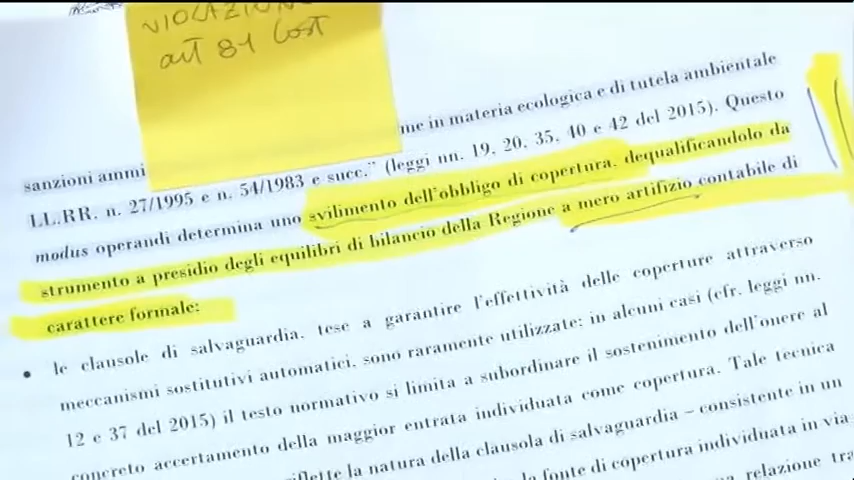 VIOLAZIONE
art 81 Cost
me in materia ecologica e di tutela ambientale
sanzioni ammi
LL.RR. n. 27/1995 e n. 54/1983 e succ." (leggi nn. 19, 20, 35, 40 e 42 del 2015). Questo
modus operandi determina uno svilimento dell'obbligo di copertura, dequalificandolo da
strumento a presidio degli equilibri di bilancio della Regione a mero artifizio contabile di
carattere formale;
• le clausole di salvaguardia, tese a garantire l'effettività delle coperture attraverso
meccanismi sostitutivi automatici, sono raramente utilizzate; in alcuni casi (cfr. leggi nn.
12 e 37 del 2015) il testo normativo si limita a subordinare il sostenimento dell'onere al
concreto accertamento della maggior entrata individuata come copertura. Tale tecnica
riflette la natura della clausola di salvaguardia – consistente in un
la fonte di copertura individuata in via
relazione